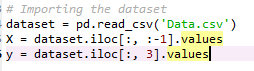 # Importing the dataset
dataset = pd.read_csv('Data.csv')
X = dataset.iloc[:, :-1].values
y = dataset.iloc[:, 3].values